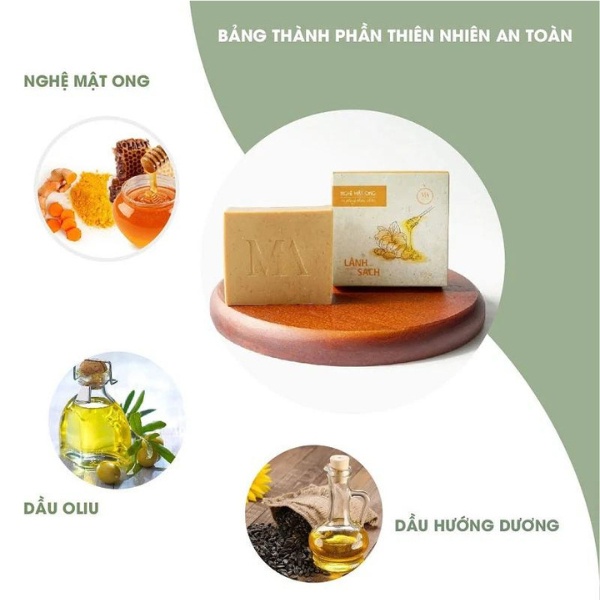 BẢNG THÀNH PHẦN THIÊN NHIÊN AN TOÀN
NGHỆ MẬT ONG
MA
NGHỆ MẬT ONG
LÀNH
SẠCH
DẦU OLIU
DẦU HƯỚNG DƯƠNG